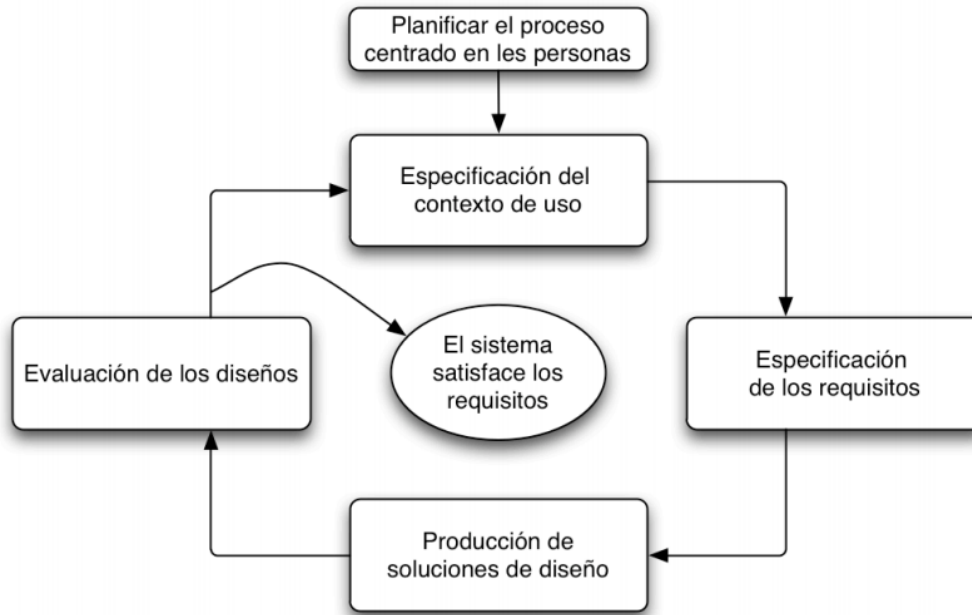 Planificar el proceso
centrado en les personas
Especificación del
contexto de uso
Evaluación de los diseños
El sistema
satisface los
requisitos
Especificación
de los requisitos
Producción de
soluciones de diseño